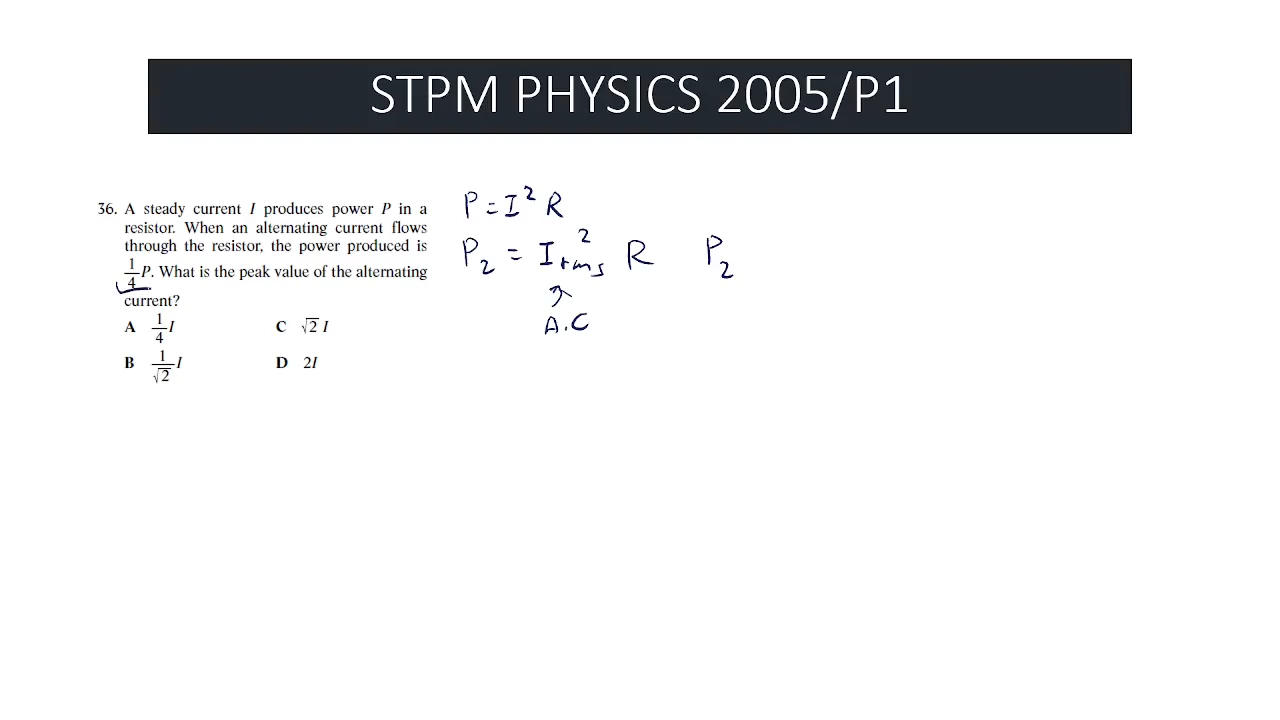 STPM PHYSICS 2005/P1
36. A steady current I produces power P in a
resistor. When an alternating current flows
through the resistor, the power produced is
1/4 P. What is the peak value of the alternating
current?
A 1/4 I C √2 I
B 1/√2 I D 2I
P = I² R
P₂ = Irms² R P₂
A.C